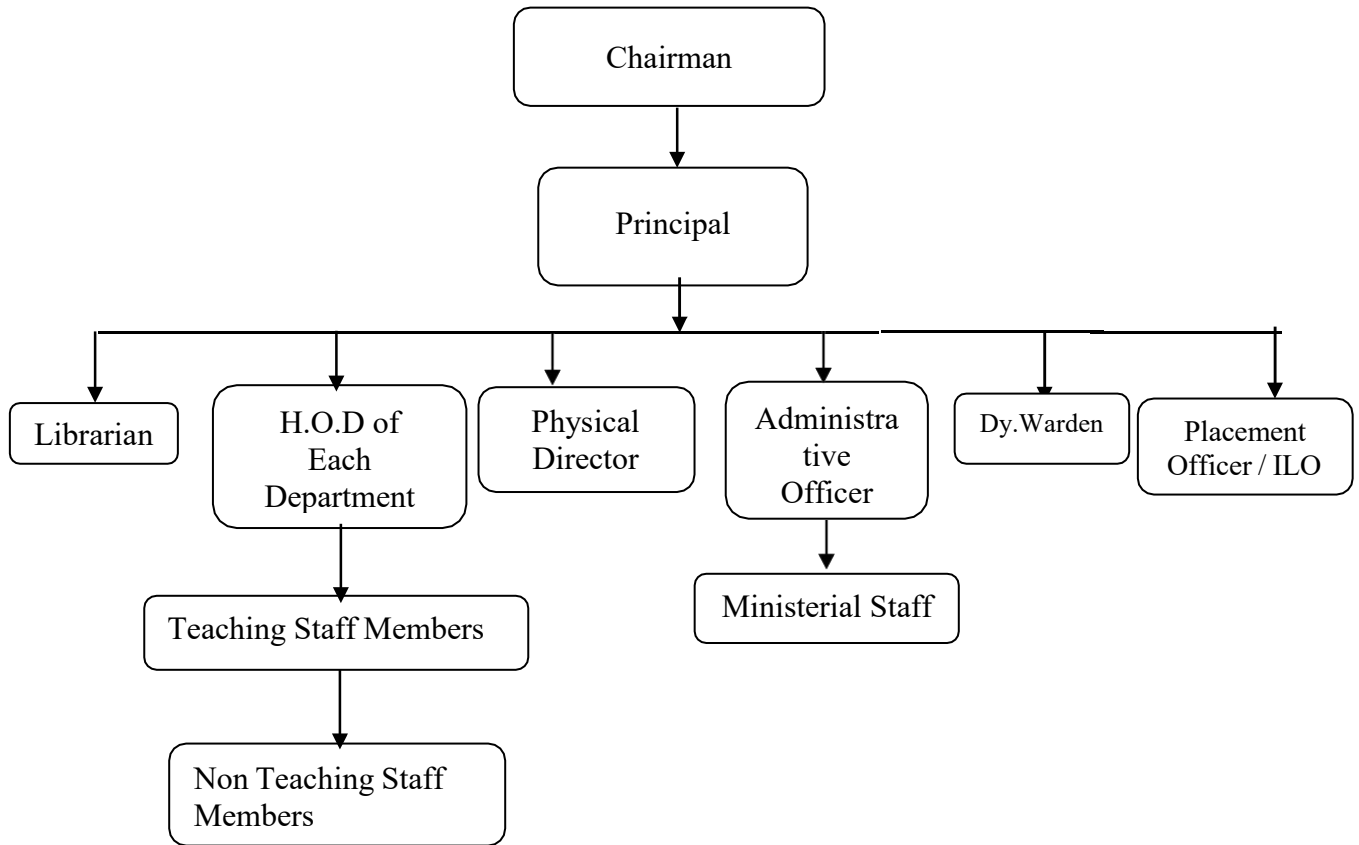 Chairman
Principal
Librarian
H.O.D of
Each
Department
Physical
Director
Administra
tive
Officer
Dy.Warden
Placement
Officer / ILO
Teaching Staff Members
Ministerial Staff
Non Teaching Staff
Members